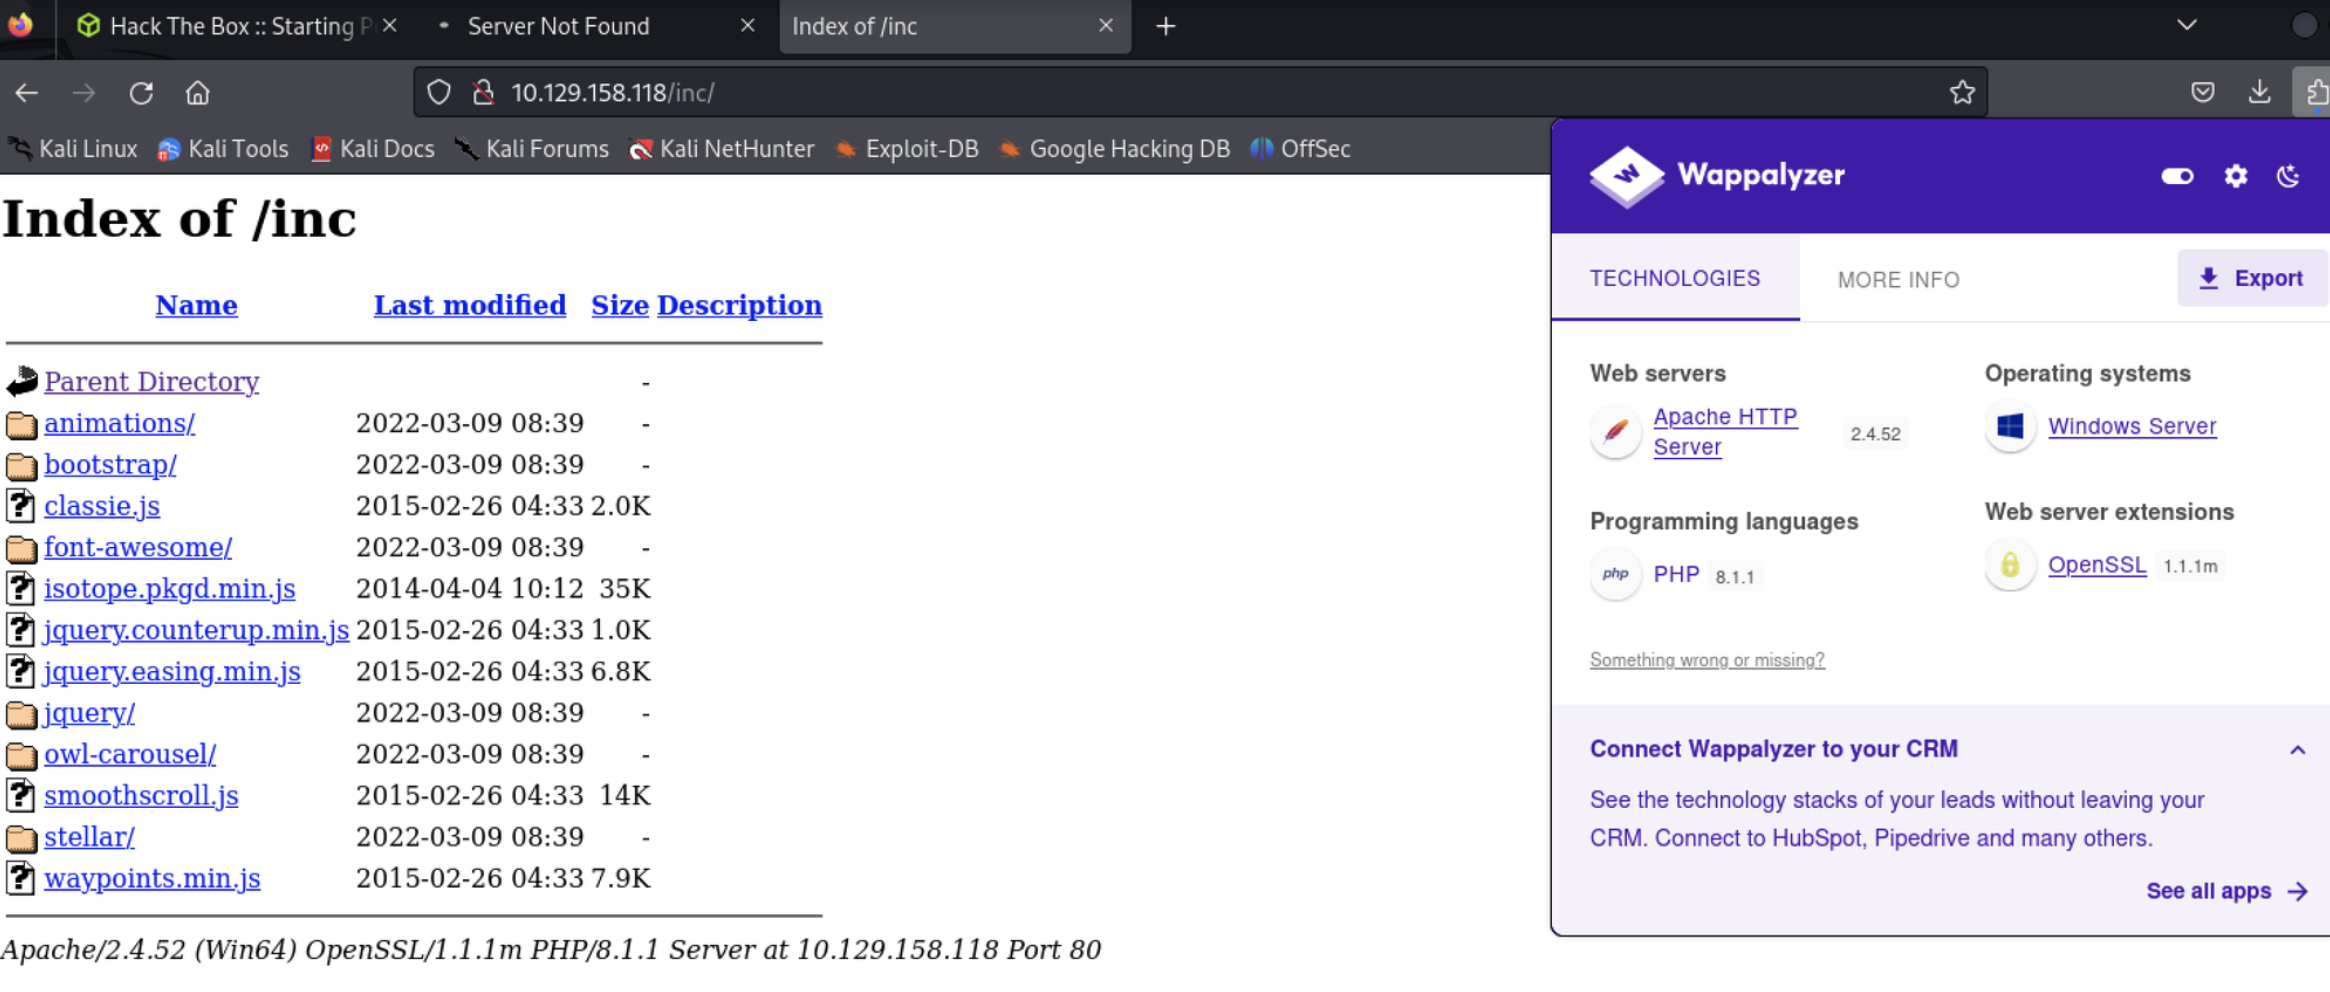 Hack The Box :: Starting P
Server Not Found
Index of /inc
10.129.158.118/inc/
Kali Linux Kali Tools Kali Docs Kali Forums Kali NetHunter Exploit-DB Google Hacking DB OffSec
Index of /inc
Name Last modified Size Description
Parent Directory -
animations/ 2022-03-09 08:39 -
bootstrap/ 2022-03-09 08:39 -
classie.js 2015-02-26 04:33 2.0K
font-awesome/ 2022-03-09 08:39 -
isotope.pkgd.min.js 2014-04-04 10:12 35K
jquery.counterup.min.js 2015-02-26 04:33 1.0K
jquery.easing.min.js 2015-02-26 04:33 6.8K
jquery/ 2022-03-09 08:39 -
owl-carousel/ 2022-03-09 08:39 -
smoothscroll.js 2015-02-26 04:33 14K
stellar/ 2022-03-09 08:39 -
waypoints.min.js 2015-02-26 04:33 7.9K
Apache/2.4.52 (Win64) OpenSSL/1.1.1m PHP/8.1.1 Server at 10.129.158.118 Port 80
Wappalyzer
TECHNOLOGIES MORE INFO Export
Web servers
Apache HTTP
Server
2.4.52
Operating systems
Windows Server
Programming languages
php PHP 8.1.1
Web server extensions
OpenSSL 1.1.1m
Something wrong or missing?
Connect Wappalyzer to your CRM
See the technology stacks of your leads without leaving your
CRM. Connect to HubSpot, Pipedrive and many others.
See all apps